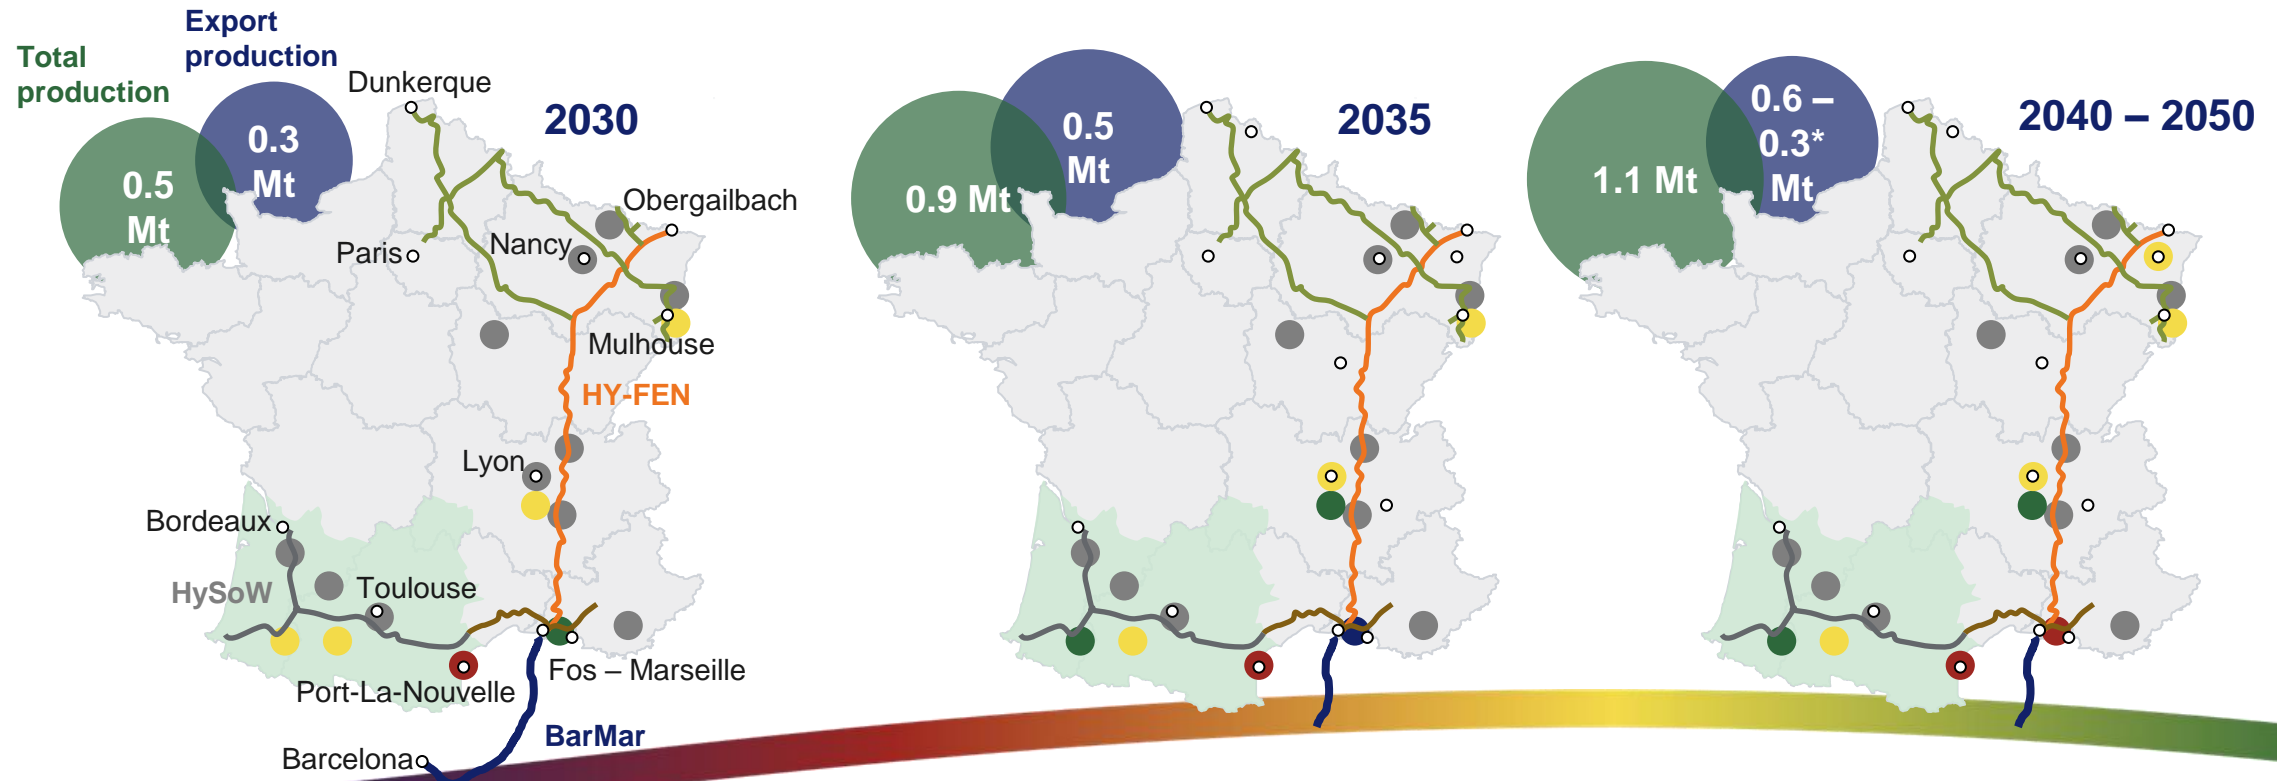 Total
production
Export
production
0.5
Mt
0.3
Mt
2030
Dunkerque
Obergailbach
Paris
Nancy
Mulhouse
HY-FEN
Lyon
Bordeaux
HySoW
Toulouse
Fos – Marseille
Port-La-Nouvelle
BarMar
Barcelona
0.9 Mt
0.5
Mt
2035
1.1 Mt
0.6 –
0.3*
Mt
2040 – 2050